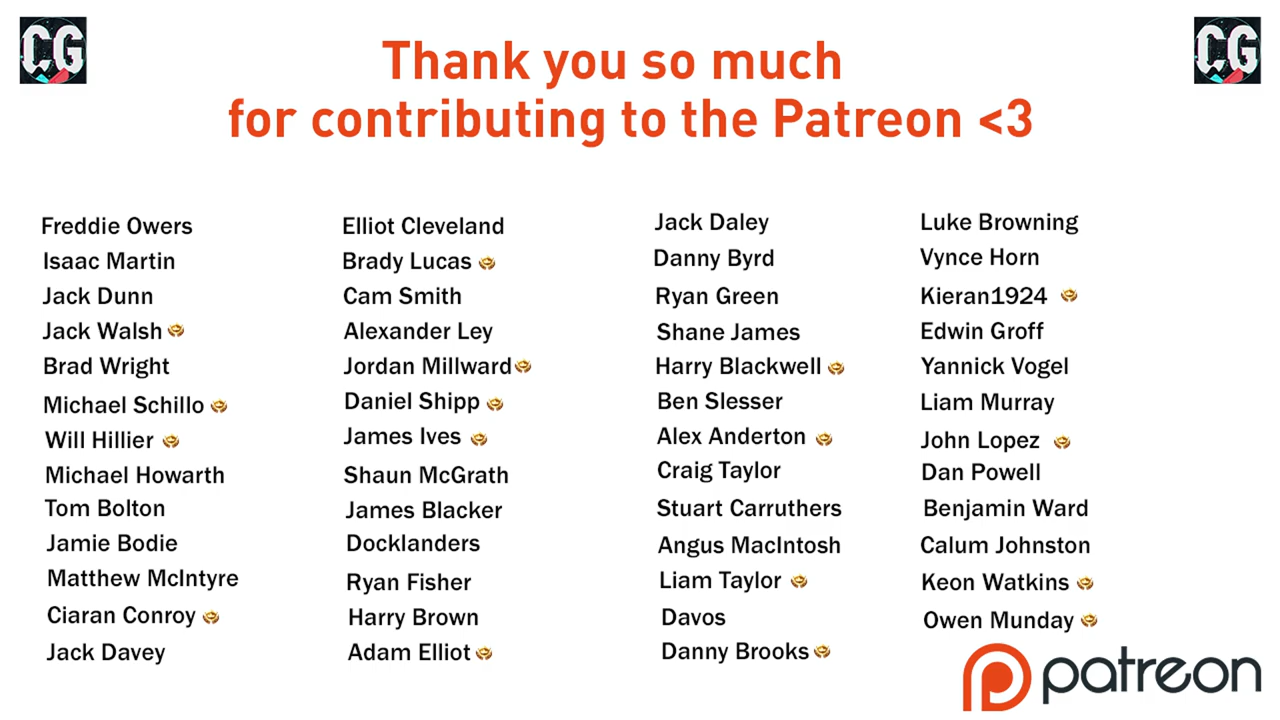 CG
CG
Thank you so much
for contributing to the Patreon <3
Freddie Owers
Isaac Martin
Jack Dunn
Jack Walsh
Brad Wright
Michael Schillo
Will Hillier
Michael Howarth
Tom Bolton
Jamie Bodie
Matthew McIntyre
Ciaran Conroy
Jack Davey
Elliot Cleveland
Brady Lucas
Cam Smith
Alexander Ley
Jordan Millward
Daniel Shipp
James Ives
Shaun McGrath
James Blacker
Docklanders
Ryan Fisher
Harry Brown
Adam Elliot
Jack Daley
Danny Byrd
Ryan Green
Shane James
Harry Blackwell
Ben Slesser
Alex Anderton
Craig Taylor
Stuart Carruthers
Angus MacIntosh
Liam Taylor
Davos
Danny Brooks
Luke Browning
Vynce Horn
Kieran1924
Edwin Groff
Yannick Vogel
Liam Murray
John Lopez
Dan Powell
Benjamin Ward
Calum Johnston
Keon Watkins
Owen Munday
patreon